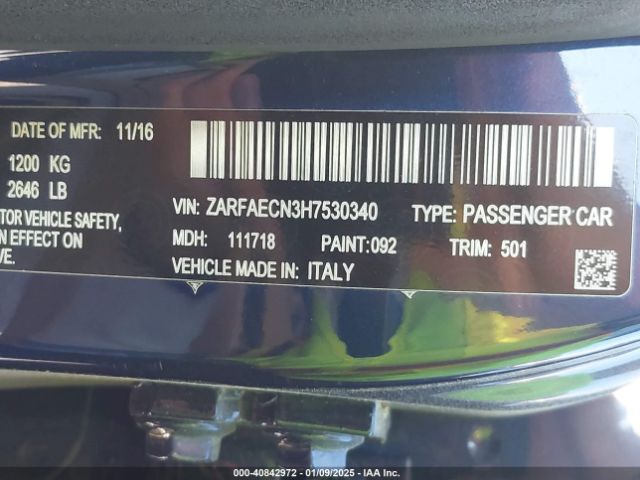 DATE OF MFR: 11/16
1200 KG
2646 LB
TOR VEHICLE SAFETY,
N EFFECT ON
VE.
VIN: ZARFAECN3H7530340 TYPE: PASSENGER CAR
MDH: 111718 PAINT:092 TRIM: 501
VEHICLE MADE IN: ITALY
000-40842972 - 01/09/2025 - IAA Inc.